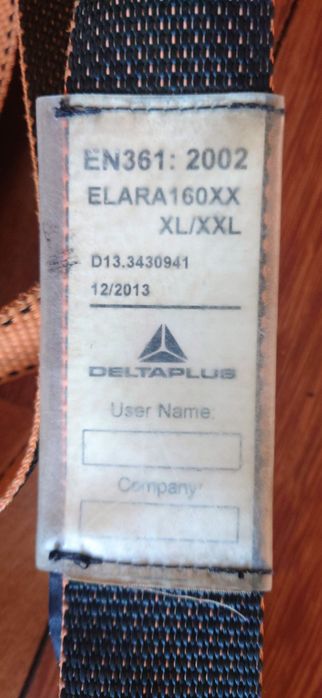 EN361: 2002
ELARA160XX
XL/XXL
D13.3430941
12/2013
DELTAPLUS
User Name:
Company: